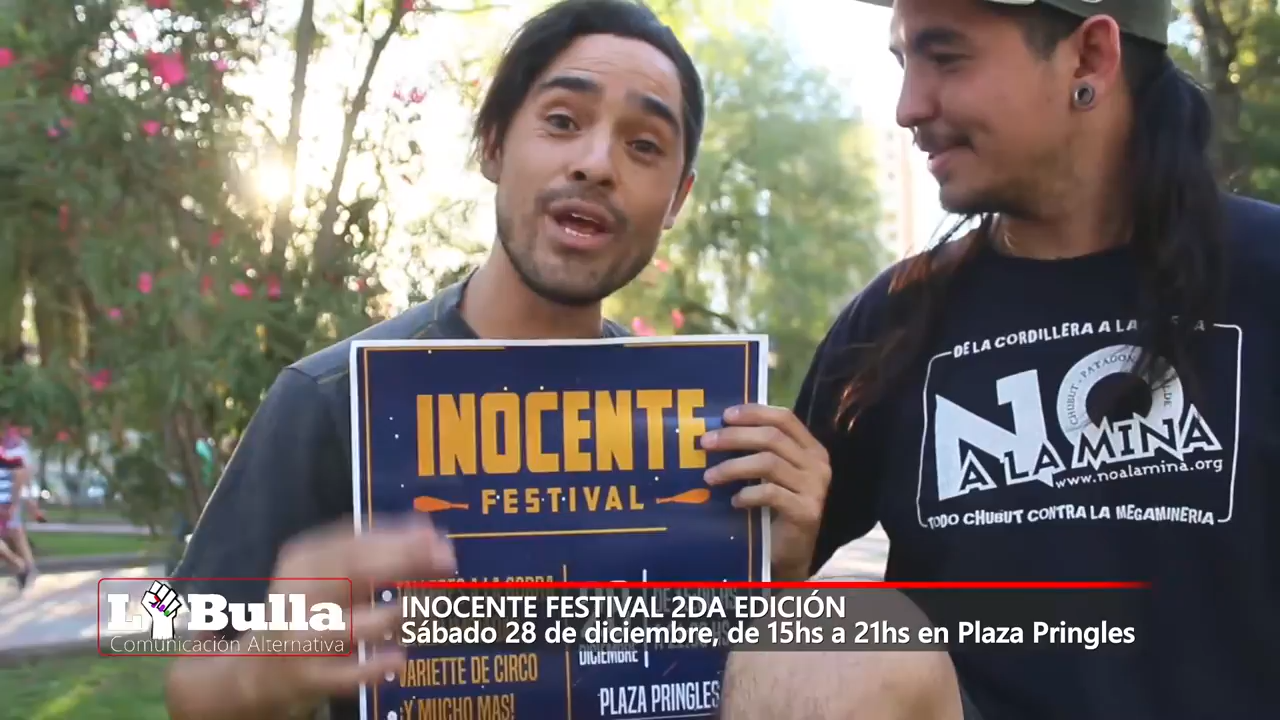 INOCENTE
FESTIVAL
VARIETTE DE CIRCO
¡Y MUCHO MAS!
DICIEMBRE
PLAZA PRINGLES
DE LA CORDILLERA A LA
NO
CHUBUT - PATAGON
A LA MINA
www.noalamina.org
TODO CHUBUT CONTRA LA MEGAMINERIA
La Bulla
Comunicación Alternativa
INOCENTE FESTIVAL 2DA EDICIÓN
Sábado 28 de diciembre, de 15hs a 21hs en Plaza Pringles